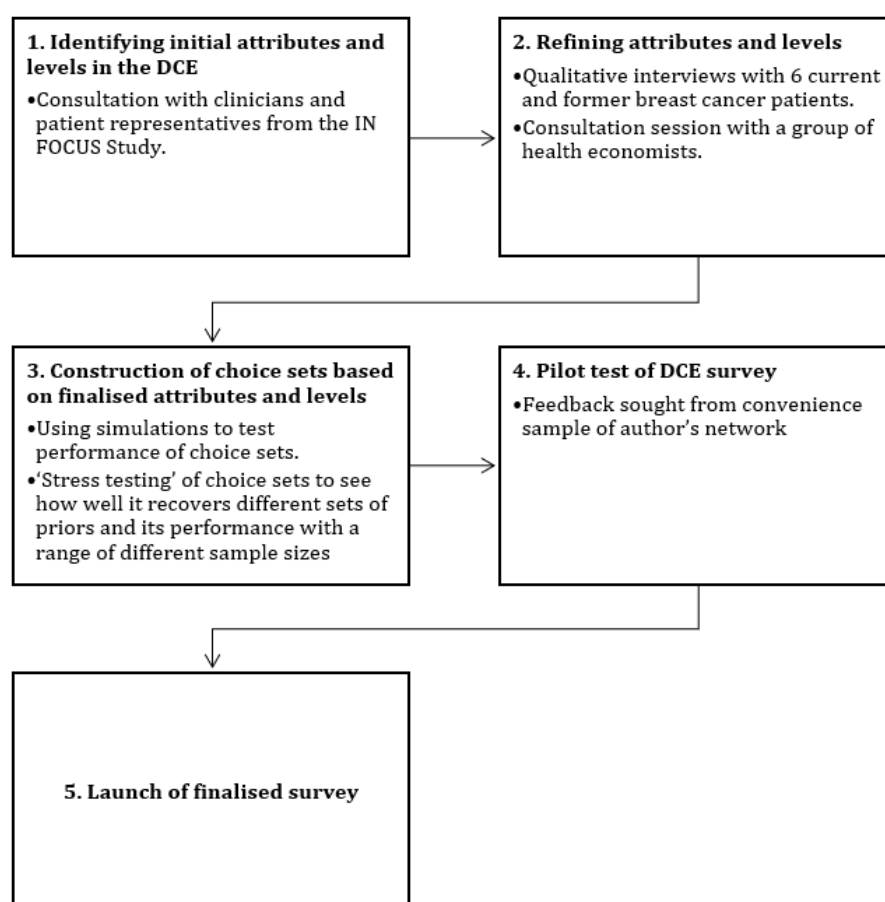 1. Identifying initial attributes and
levels in the DCE
•Consultation with clinicians and
patient representatives from the IN
FOCUS Study.
2. Refining attributes and levels
•Qualitative interviews with 6 current
and former breast cancer patients.
•Consultation session with a group of
health economists.
3. Construction of choice sets based
on finalised attributes and levels
•Using simulations to test
performance of choice sets.
•‘Stress testing’ of choice sets to see
how well it recovers different sets of
priors and its performance with a
range of different sample sizes
4. Pilot test of DCE survey
•Feedback sought from convenience
sample of author’s network
5. Launch of finalised survey